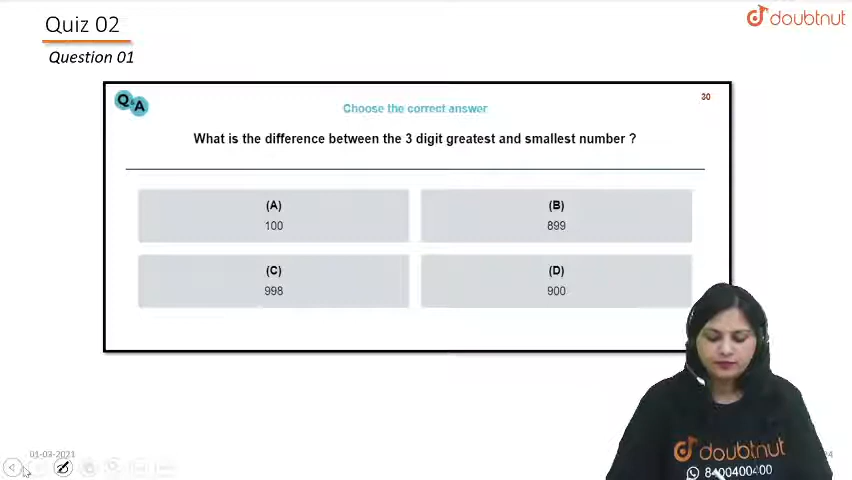 Quiz 02
doubtnut
Question 01
Q&A
30
Choose the correct answer
What is the difference between the 3 digit greatest and smallest number ?
(A)
100
(B)
899
(C)
998
(D)
900
doubtnut
8400400400
01-03-2021